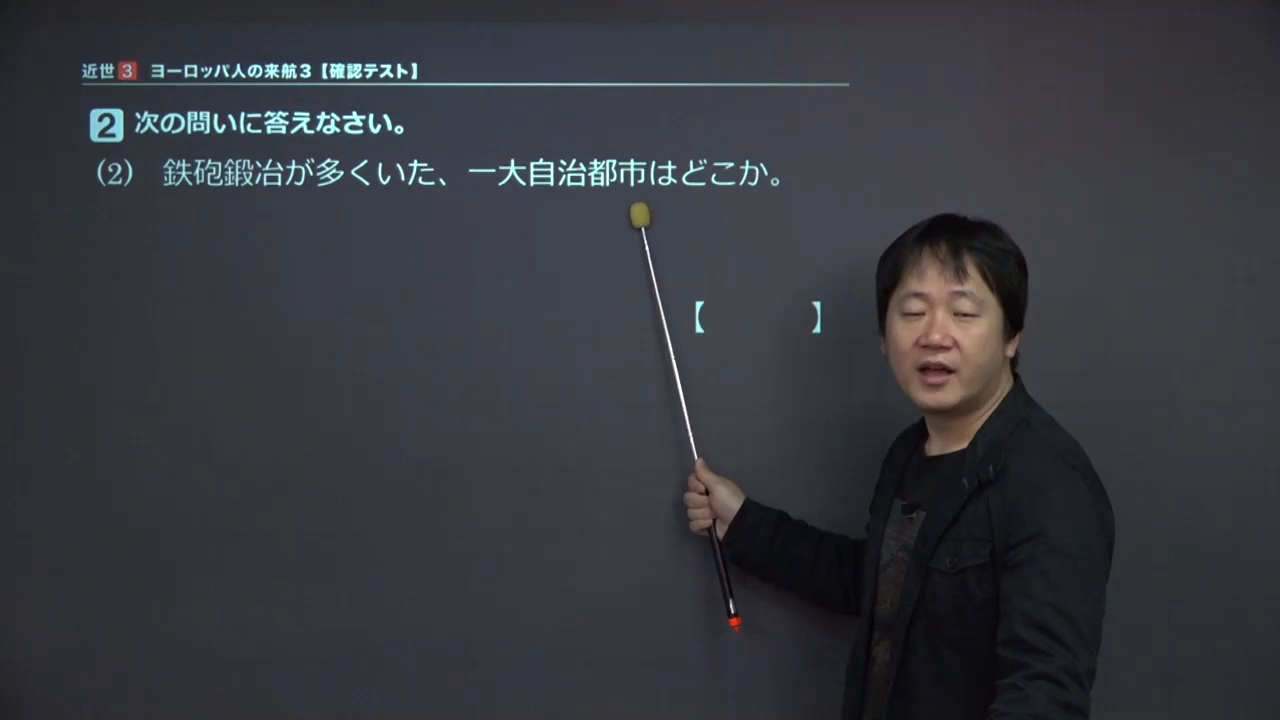 近世3 ヨーロッパ人の来航3【確認テスト】
2 次の問いに答えなさい。
(2) 鉄砲鍛冶が多くいた、一大自治都市はどこか。
【 】